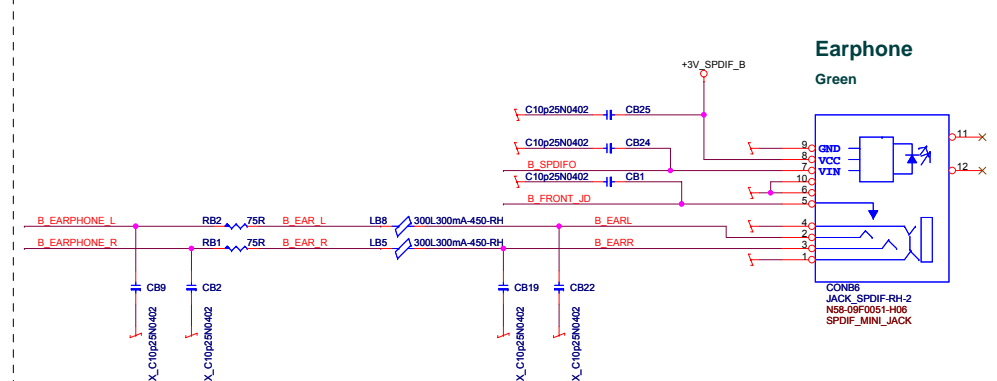 Earphone
Green
+3V_SPDIF_B
C10p25N0402 CB25
C10p25N0402 CB24
B_SPDIFO
C10p25N0402 CB1
B_FRONT_JD
9 GND
8 VCC
7 VIN
10
6
5
4
2
3
1
11
12
B_EARPHONE_L RB2 75R B_EAR_L LB8 300L300mA-450-RH B_EARL
B_EARPHONE_R RB1 75R B_EAR_R LB5 300L300mA-450-RH B_EARR
CB9 CB2 CB19 CB22
X_C10p25N0402 X_C10p25N0402 X_C10p25N0402 X_C10p25N0402
CONB6
JACK_SPDIF-RH-2
N58-09F0051-H06
SPDIF_MINI_JACK